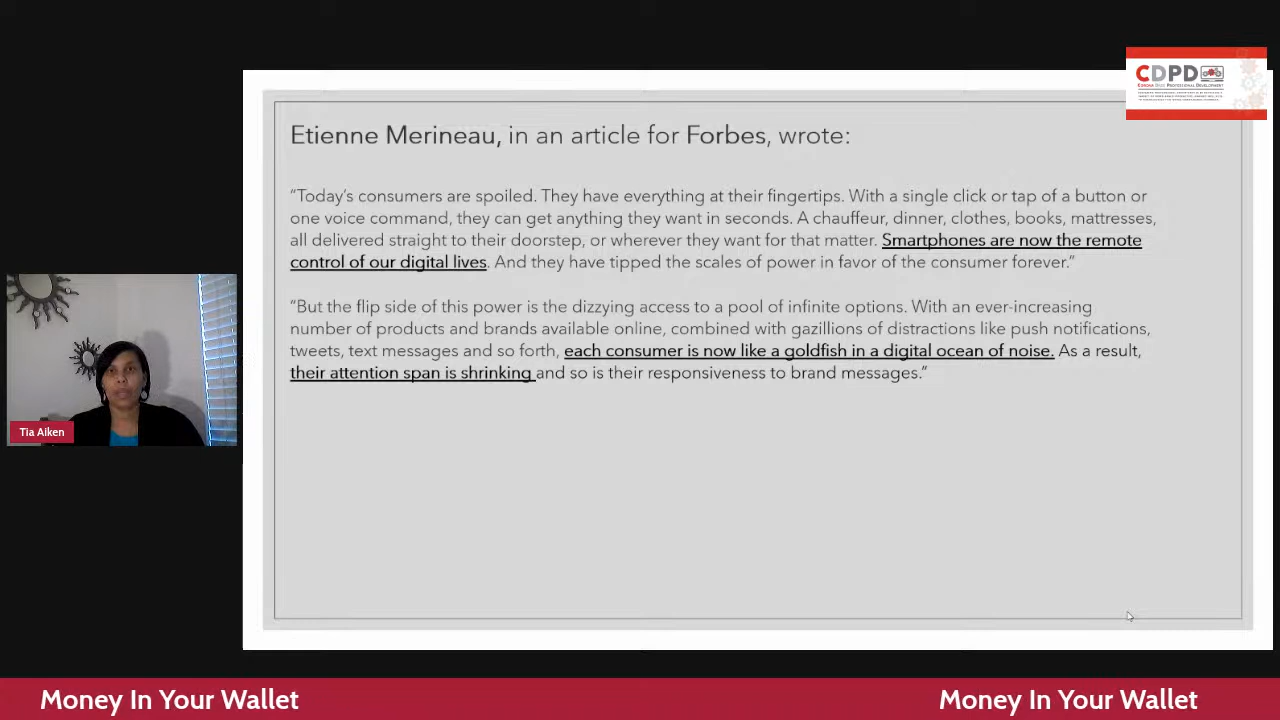 CDPD
Etienne Merineau, in an article for Forbes, wrote:
“Today’s consumers are spoiled. They have everything at their fingertips. With a single click or tap of a button or
one voice command, they can get anything they want in seconds. A chauffeur, dinner, clothes, books, mattresses,
all delivered straight to their doorstep, or wherever they want for that matter. Smartphones are now the remote
control of our digital lives. And they have tipped the scales of power in favor of the consumer forever.”
“But the flip side of this power is the dizzying access to a pool of infinite options. With an ever-increasing
number of products and brands available online, combined with gazillions of distractions like push notifications,
tweets, text messages and so forth, each consumer is now like a goldfish in a digital ocean of noise. As a result,
their attention span is shrinking and so is their responsiveness to brand messages.”
Tia Aiken
Money In Your Wallet
Money In Your Wallet